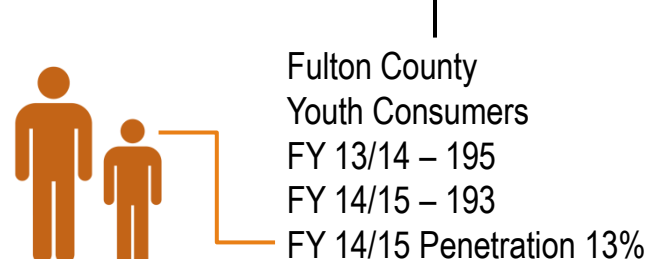 Fulton County
Youth Consumers
FY 13/14 – 195
FY 14/15 – 193
FY 14/15 Penetration 13%